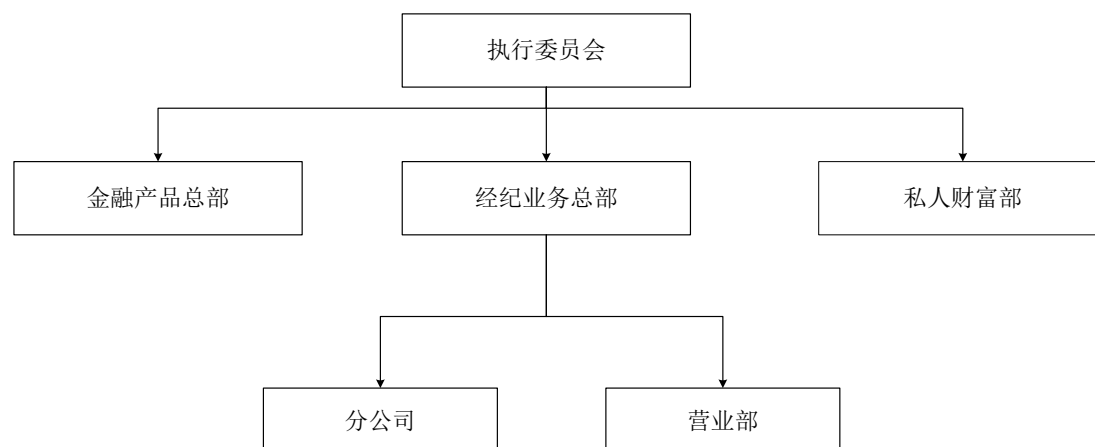 执行委员会
金融产品总部
经纪业务总部
私人财富部
分公司
营业部